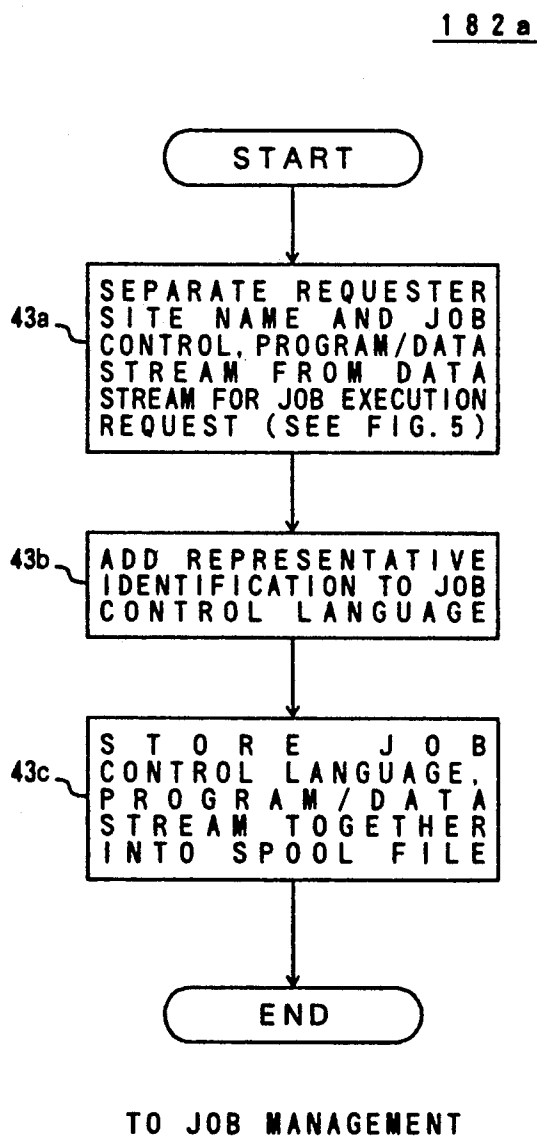 182a
START
43a
SEPARATE REQUESTER
SITE NAME AND JOB
CONTROL, PROGRAM/DATA
STREAM FROM DATA
STREAM FOR JOB EXECUTION
REQUEST (SEE FIG. 5)
43b
ADD REPRESENTATIVE
IDENTIFICATION TO JOB
CONTROL LANGUAGE
43c
STORE JOB
CONTROL LANGUAGE,
PROGRAM/DATA
STREAM TOGETHER
INTO SPOOL FILE
END
TO JOB MANAGEMENT